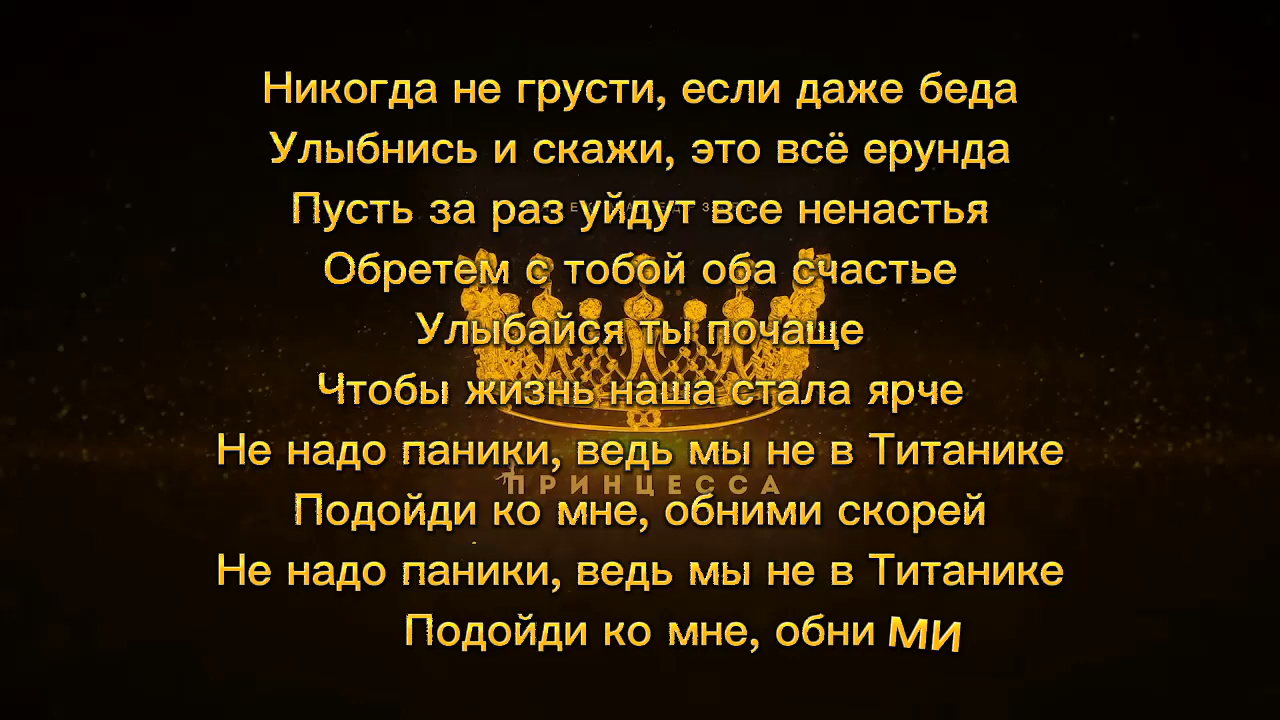 Никогда не грусти, если даже беда
Улыбнись и скажи, это всё ерунда
Пусть за раз уйдут все ненастья
Обретем с тобой оба счастье
Улыбайся ты почаще
Чтобы жизнь наша стала ярче
Не надо паники, ведь мы не в Титанике
ПРИНЦЕССА
Подойди ко мне, обними скорей
Не надо паники, ведь мы не в Титанике
Подойди ко мне, обними